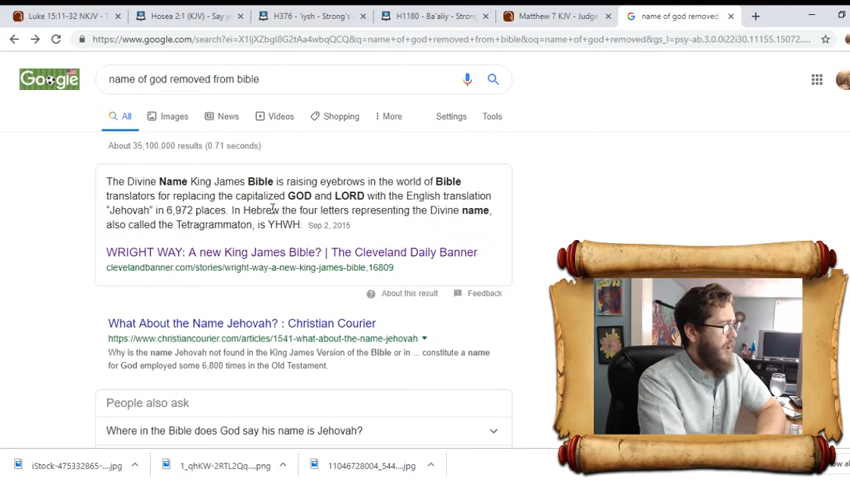 Luke 15:11-32 NKJV -
Hosea 2:1 (KJV) - Say y
H376 - 'iysh - Strong's
H1180 - Ba'aliy - Strong
Matthew 7 KJV - Judge
name of god removed
https://www.google.com/search?ei=X1ljXZbgI8G2tAa4wbqQCQ&q=name+of+god+removed+from+bible&oq=name+of+god+removed&gs_l=psy-ab.3.0.0i22i30.11155.15072...
Google
name of god removed from bible
All
Images
News
Videos
Shopping
More
Settings
Tools
About 35,100,000 results (0.71 seconds)
The Divine Name King James Bible is raising eyebrows in the world of Bible
translators for replacing the capitalized GOD and LORD with the English translation
"Jehovah" in 6,972 places. In Hebrew the four letters representing the Divine name,
also called the Tetragrammaton, is YHWH. Sep 2, 2015
WRIGHT WAY: A new King James Bible? | The Cleveland Daily Banner
clevelandbanner.com/stories/wright-way-a-new-king-james-bible,16809
About this result
Feedback
What About the Name Jehovah? : Christian Courier
https://www.christiancourier.com/articles/1541-what-about-the-name-jehovah
Why is the name Jehovah not found in the King James Version of the Bible or in ... constitute a name
for God employed some 6,800 times in the Old Testament.
People also ask
Where in the Bible does God say his name is Jehovah?
iStock-475332865-....jpg
1_qhKW-2RTL2Qq....png
11046728004_544....jpg
ow al